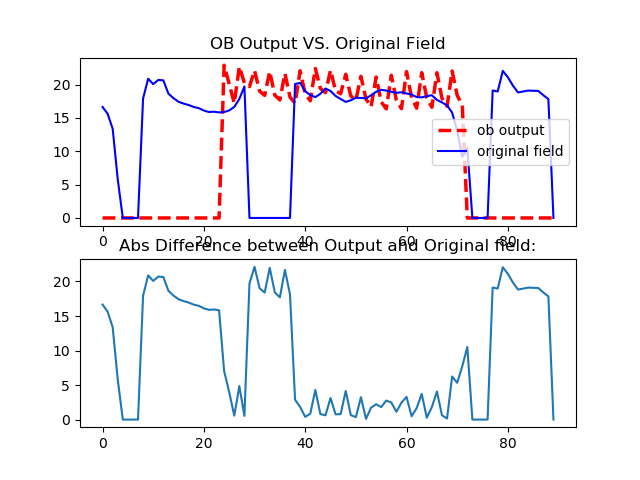 OB Output VS. Original Field
20
15
10
5
0
ob output
original field
0 20 40 60 80
Abs Difference between Output and Original field:
20
15
10
5
0
0 20 40 60 80